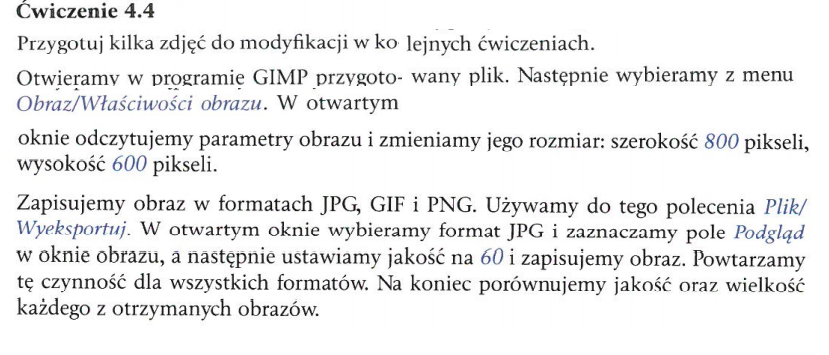 Ćwiczenie 4.4
Przygotuj kilka zdjęć do modyfikacji w ko lejnych ćwiczeniach.
Otwieramy w programie GIMP przygoto- wany plik. Następnie wybieramy z menu
Obraz/Właściwości obrazu. W otwartym
oknie odczytujemy parametry obrazu i zmieniamy jego rozmiar: szerokość 800 pikseli,
wysokość 600 pikseli.
Zapisujemy obraz w formatach JPG, GIF i PNG. Używamy do tego polecenia Plik/
Wyeksportuj. W otwartym oknie wybieramy format JPG i zaznaczamy pole Podgląd
w oknie obrazu, a następnie ustawiamy jakość na 60 i zapisujemy obraz. Powtarzamy
tę czynność dla wszystkich formatów. Na koniec porównujemy jakość oraz wielkość
każdego z otrzymanych obrazów.